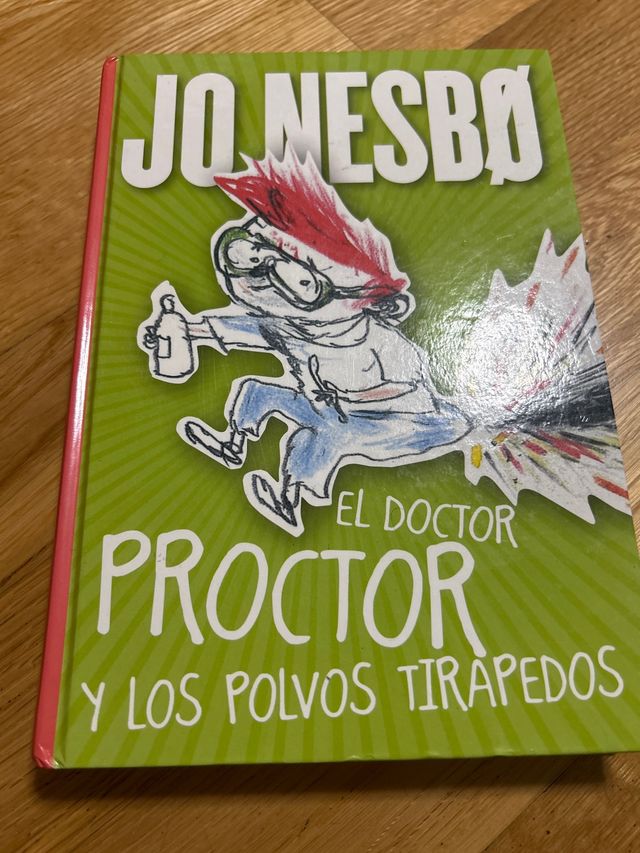 JO NESBØ
EL DOCTOR
PROCTOR
Y LOS POLVOS TIRAPEDOS